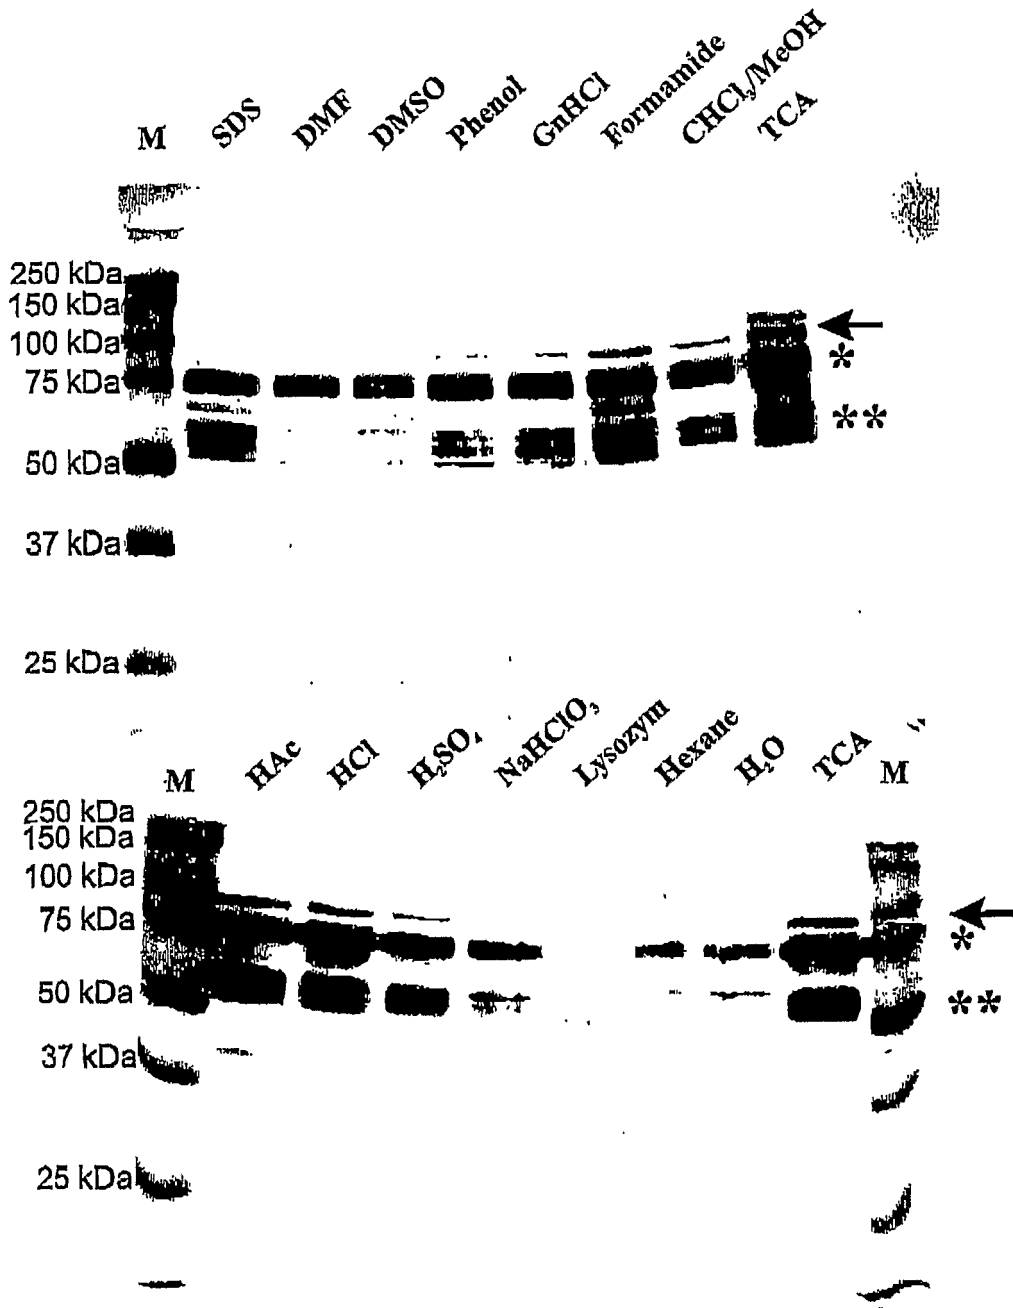 M SDS DMF DMSO Phenol GnHCl Formamide CHCl₃/MeOH TCA
250 kDa
150 kDa
100 kDa
*
75 kDa
**
50 kDa
37 kDa
25 kDa
M HAc HCl H₂SO₄ NaHClO₃ Lysozym Hexane H₂O TCA M
250 kDa
150 kDa
100 kDa
75 kDa
*
50 kDa
**
37 kDa
25 kDa